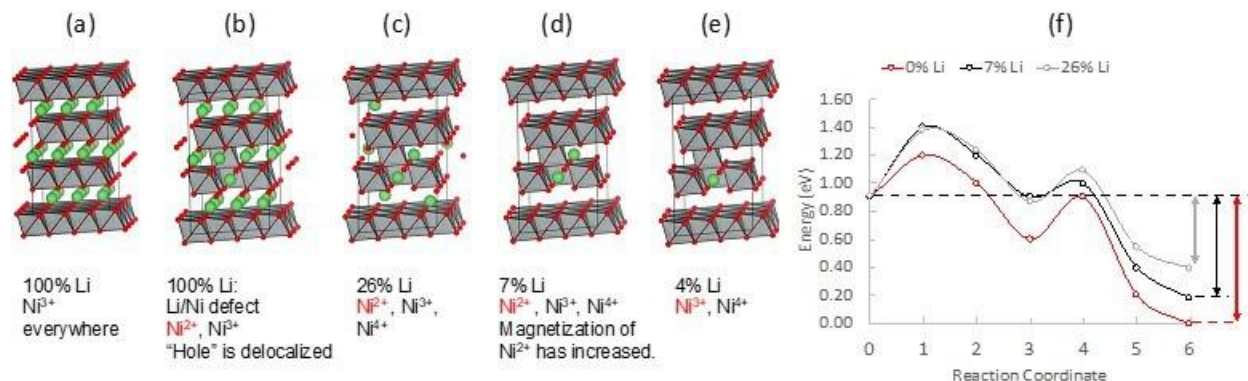 (a)
100% Li
Ni³⁺
everywhere
(b)
100% Li:
Li/Ni defect
Ni²⁺, Ni³⁺
“Hole” is delocalized
(c)
26% Li
Ni²⁺, Ni³⁺,
Ni⁴⁺
(d)
7% Li
Ni²⁺, Ni³⁺, Ni⁴⁺
Magnetization of
Ni²⁺ has increased.
(e)
4% Li
Ni³⁺, Ni⁴⁺
(f)
0% Li 7% Li 26% Li
Energy (eV)
1.60
1.40
1.20
1.00
0.80
0.60
0.40
0.20
0.00
0 1 2 3 4 5 6
Reaction Coordinate